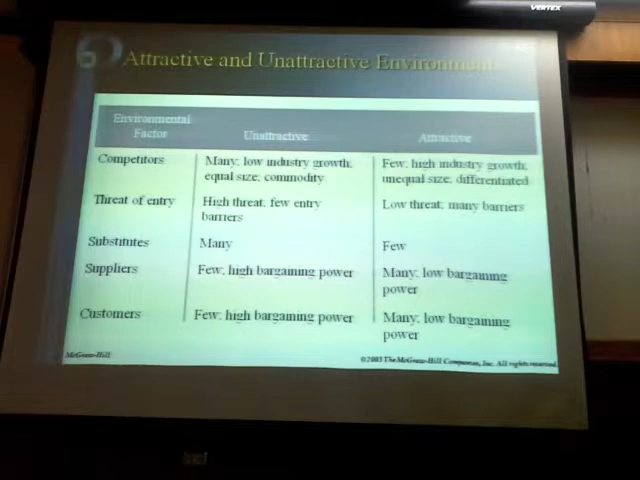 VERTEX
Attractive and Unattractive Environments
Environmental
Factor
Unattractive
Attractive
Competitors
Many; low industry growth;
equal size; commodity
Few; high industry growth;
unequal size; differentiated
Threat of entry
High threat; few entry
barriers
Low threat; many barriers
Substitutes
Many
Few
Suppliers
Few; high bargaining power
Many; low bargaining
power
Customers
Few; high bargaining power
Many; low bargaining
power
McGraw-Hill
©2003 The McGraw-Hill Companies, Inc. All rights reserved